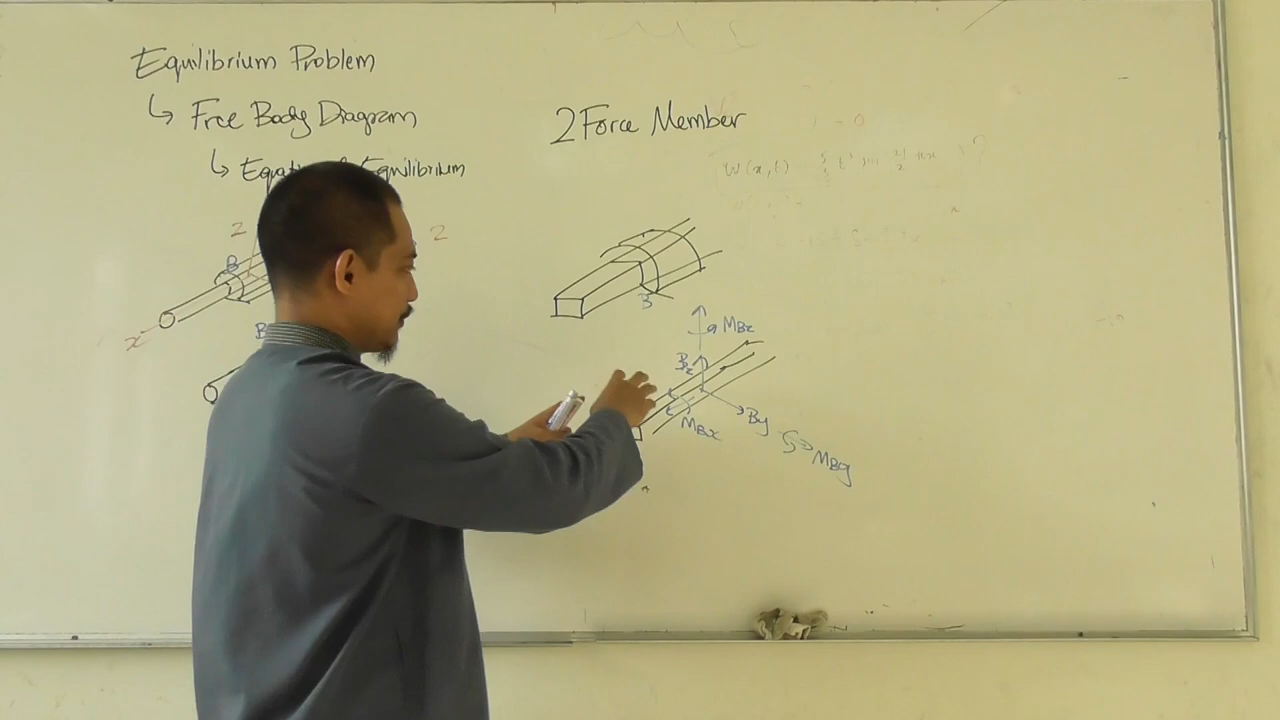 Equilibrium Problem
↳ Free Body Diagram
↳ Equilibrium
2 Force Member
W(x,t)
z
z
B
x
B
B
MBz
Bz
By
MBx
MBy